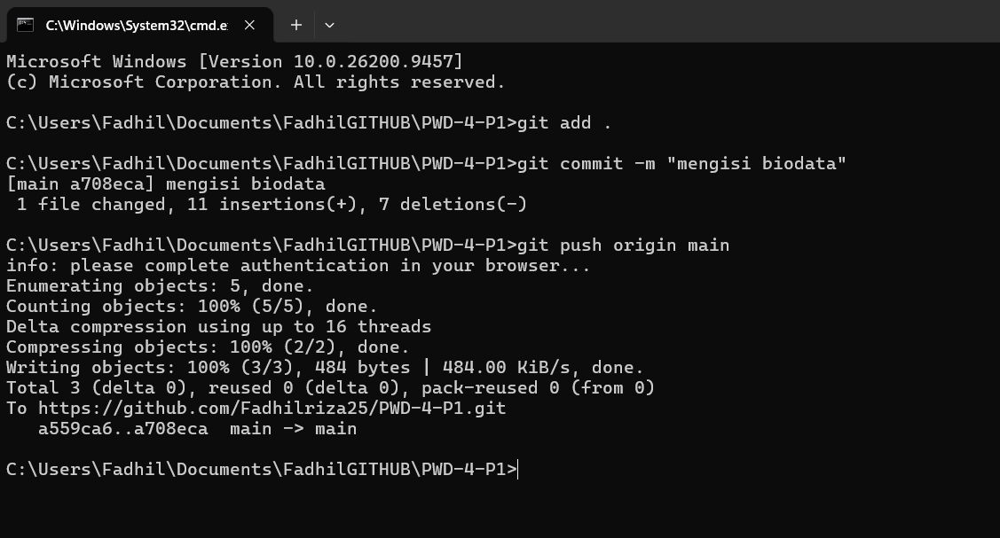 C:\Windows\System32\cmd.e
Microsoft Windows [Version 10.0.26200.9457]
(c) Microsoft Corporation. All rights reserved.
C:\Users\Fadhil\Documents\FadhilGITHUB\PWD-4-P1>git add .
C:\Users\Fadhil\Documents\FadhilGITHUB\PWD-4-P1>git commit -m "mengisi biodata"
[main a708eca] mengisi biodata
 1 file changed, 11 insertions(+), 7 deletions(-)
C:\Users\Fadhil\Documents\FadhilGITHUB\PWD-4-P1>git push origin main
info: please complete authentication in your browser...
Enumerating objects: 5, done.
Counting objects: 100% (5/5), done.
Delta compression using up to 16 threads
Compressing objects: 100% (2/2), done.
Writing objects: 100% (3/3), 484 bytes | 484.00 KiB/s, done.
Total 3 (delta 0), reused 0 (delta 0), pack-reused 0 (from 0)
To https://github.com/Fadhilriza25/PWD-4-P1.git
   a559ca6..a708eca  main -> main
C:\Users\Fadhil\Documents\FadhilGITHUB\PWD-4-P1>